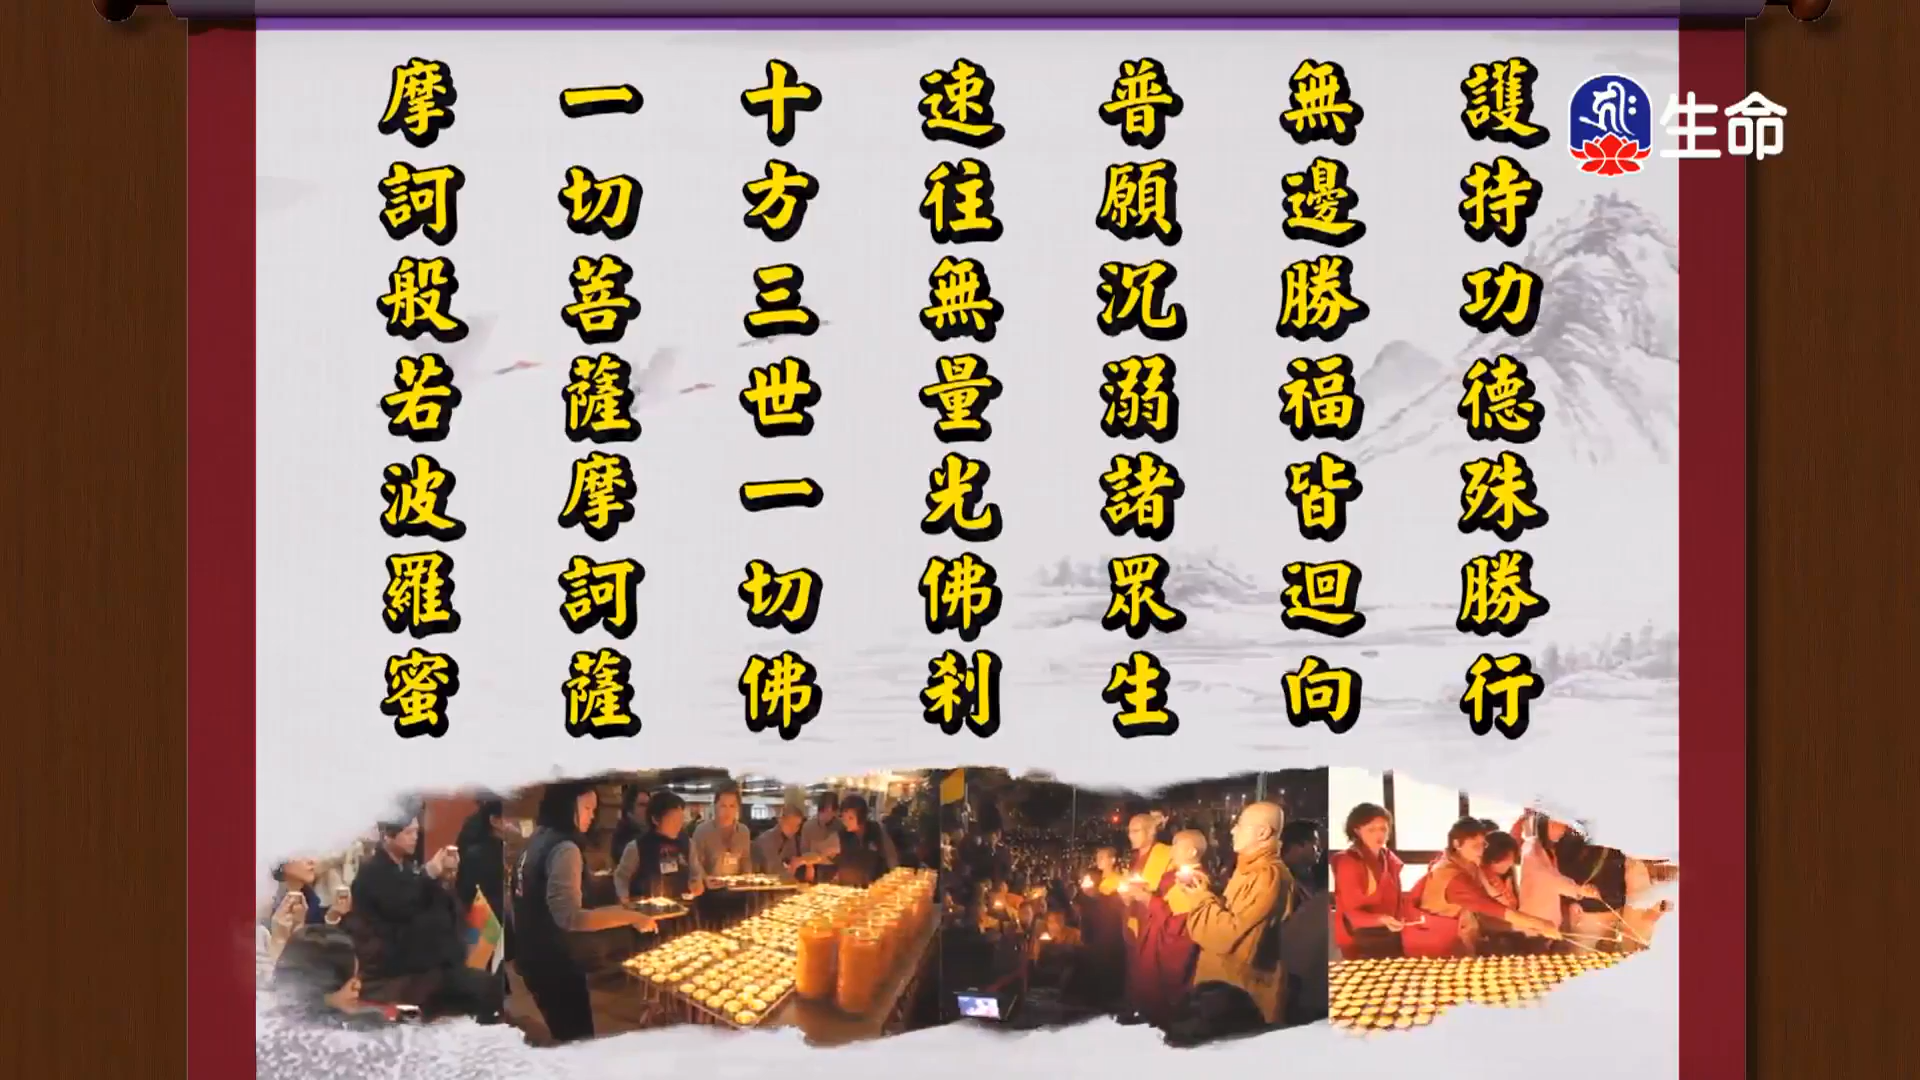 護持功德殊勝行
無邊勝福皆迴向
普願沉溺諸眾生
速往無量光佛剎
十方三世一切佛
一切菩薩摩訶薩
摩訶般若波羅蜜
生命